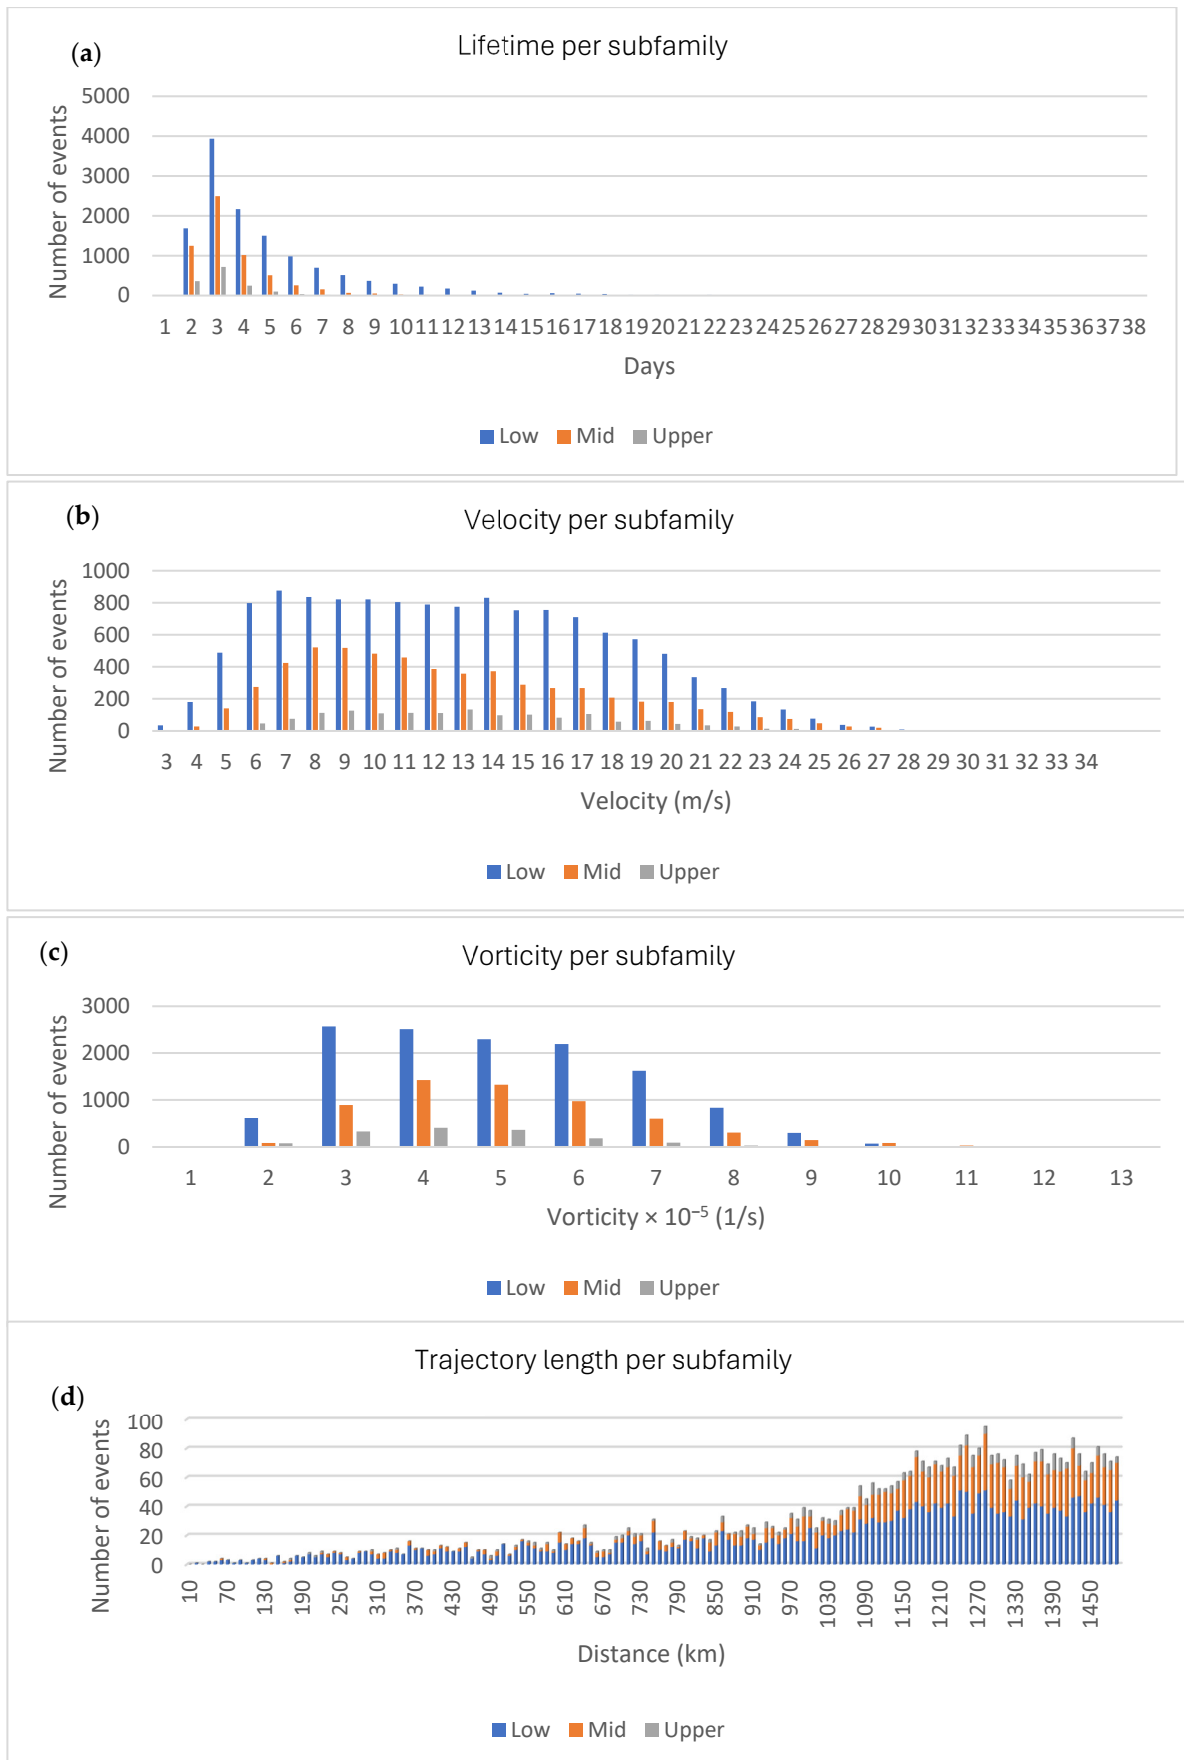 (a)
Lifetime per subfamily
Number of events
5000
4000
3000
2000
1000
0
1 2 3 4 5 6 7 8 9 10 11 12 13 14 15 16 17 18 19 20 21 22 23 24 25 26 27 28 29 30 31 32 33 34 35 36 37 38
Days
Low Mid Upper
(b)
Velocity per subfamily
Number of events
1000
800
600
400
200
0
3 4 5 6 7 8 9 10 11 12 13 14 15 16 17 18 19 20 21 22 23 24 25 26 27 28 29 30 31 32 33 34
Velocity (m/s)
Low Mid Upper
(c)
Vorticity per subfamily
Number of events
3000
2000
1000
0
1 2 3 4 5 6 7 8 9 10 11 12 13
Vorticity × 10⁻⁵ (1/s)
Low Mid Upper
Trajectory length per subfamily
(d)
Number of events
100
80
60
40
20
0
10 70 130 190 250 310 370 430 490 550 610 670 730 790 850 910 970 1030 1090 1150 1210 1270 1330 1390 1450
Distance (km)
Low Mid Upper